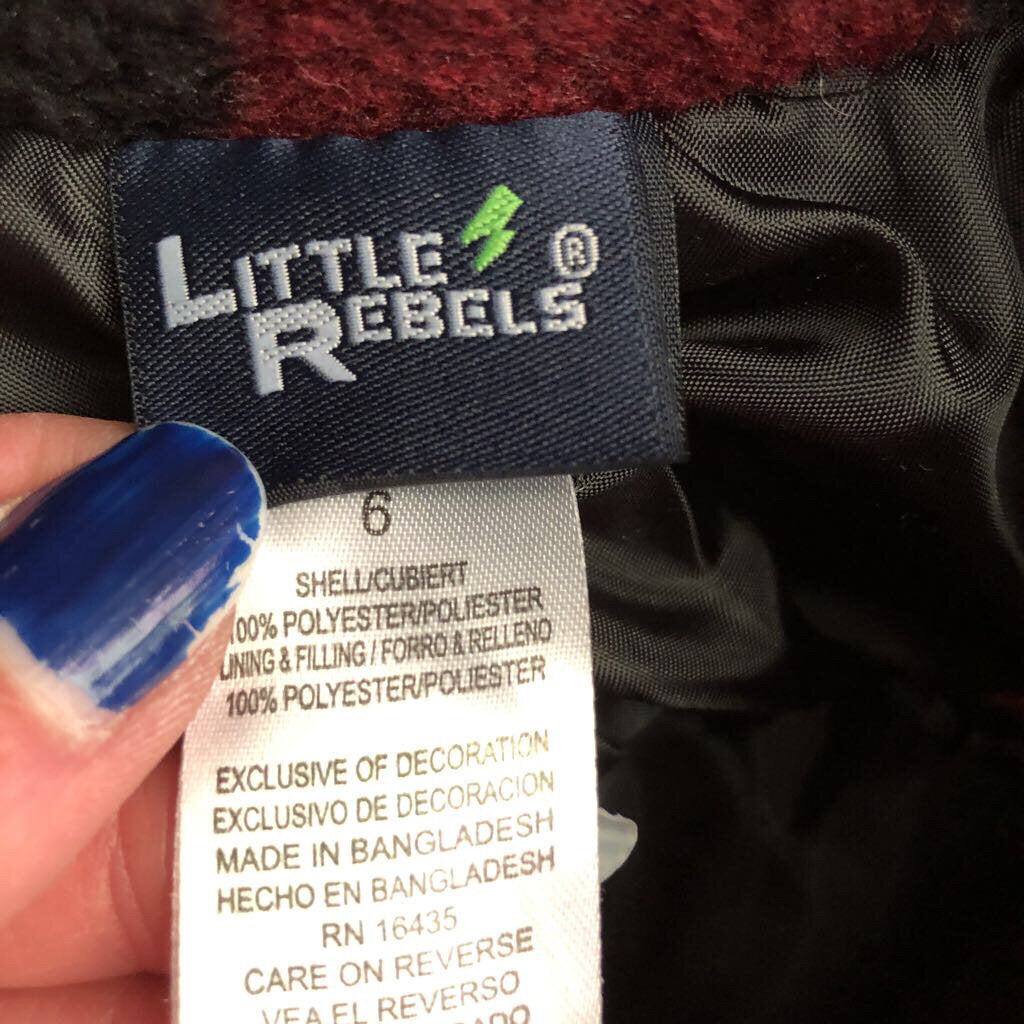 LITTLE
REBELS®
6
SHELL/CUBIERT
100% POLYESTER/POLIESTER
LINING & FILLING / FORRO & RELLENO
100% POLYESTER/POLIESTER
EXCLUSIVE OF DECORATION
EXCLUSIVO DE DECORACION
MADE IN BANGLADESH
HECHO EN BANGLADESH
RN 16435
CARE ON REVERSE
VEA EL REVERSO